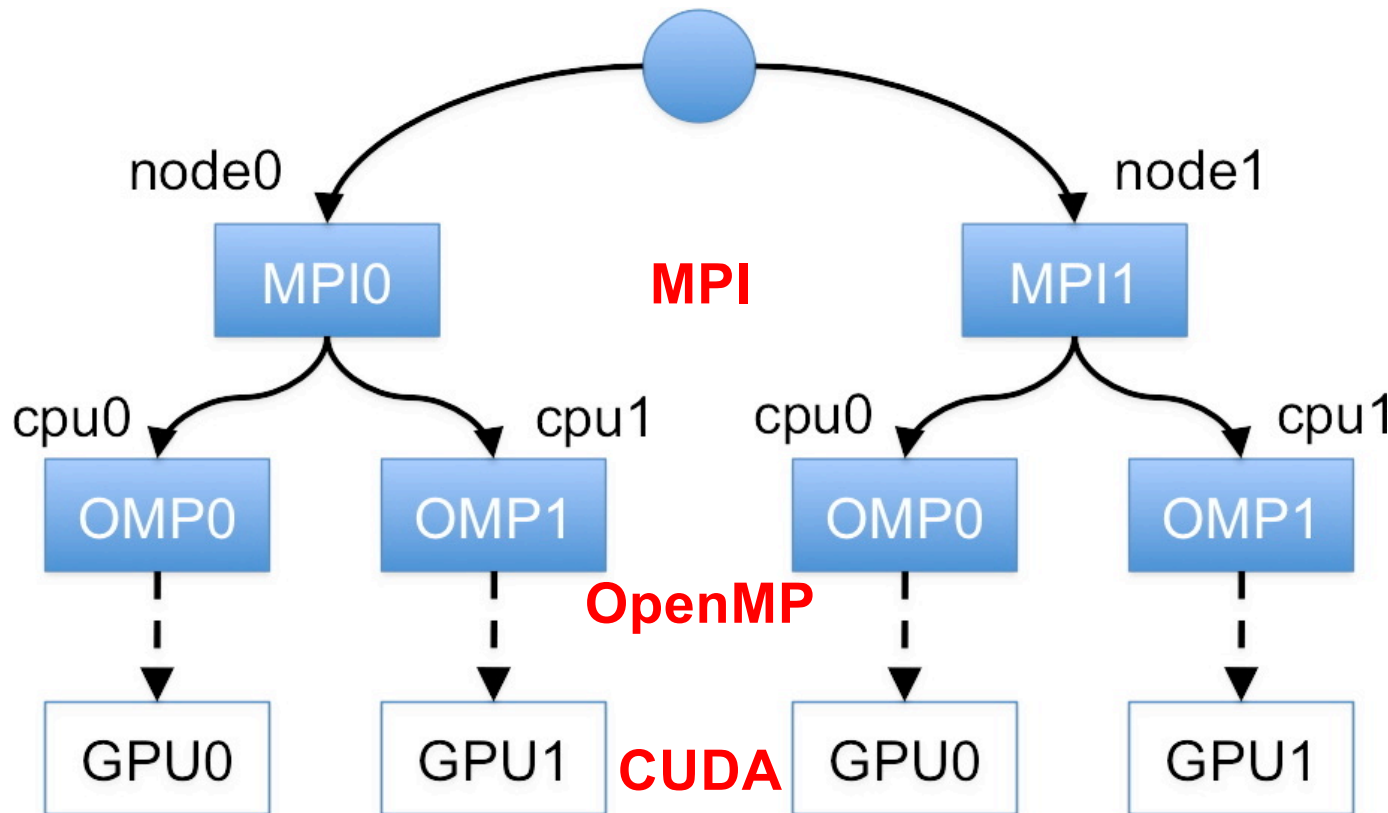 node0
node1
MPI0
MPI
MPI1
cpu0
cpu1
cpu0
cpu1
OMP0
OMP1
OMP0
OMP1
OpenMP
GPU0
GPU1
CUDA
GPU0
GPU1